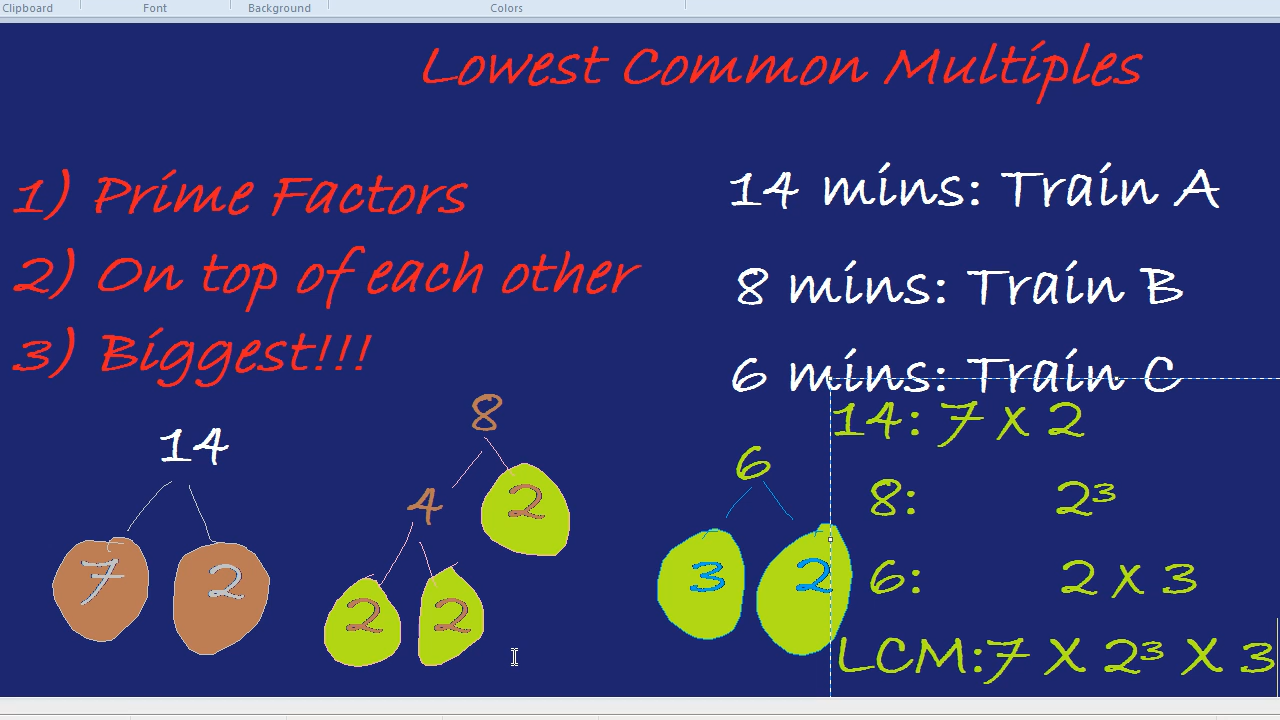 Clipboard Font Background Colors
Lowest Common Multiples
1) Prime Factors
2) On top of each other
3) Biggest!!!
14 mins: Train A
8 mins: Train B
6 mins: Train C
14
7 2
8
4 2
2 2
6
3 2
14: 7 X 2
8: 2³
6: 2 X 3
LCM:7 X 2³ X 3